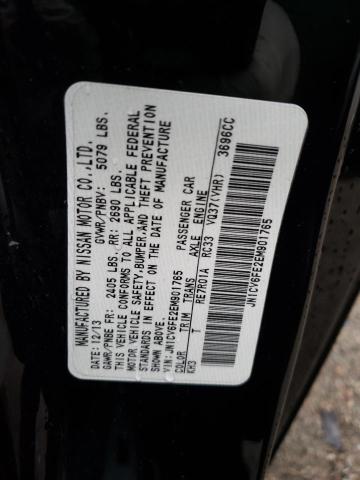 MANUFACTURED BY NISSAN MOTOR CO.,LTD.
DATE: 12/13 GVWR/PNBV: 5079 LBS.
GAWR/PNBE FR: 2405 LBS. RR: 2690 LBS.
THIS VEHICLE CONFORMS TO ALL APPLICABLE FEDERAL
MOTOR VEHICLE SAFETY,BUMPER,AND THEFT PREVENTION
STANDARDS IN EFFECT ON THE DATE OF MANUFACTURE
SHOWN ABOVE.
VIN: JN1CV6FE2EM901765 PASSENGER CAR
COLOR TRIM TRANS AXLE ENGINE
KH3 T RE7R01A RC33 VQ37(VHR) 3696CC
JN1CV6FE2EM901765